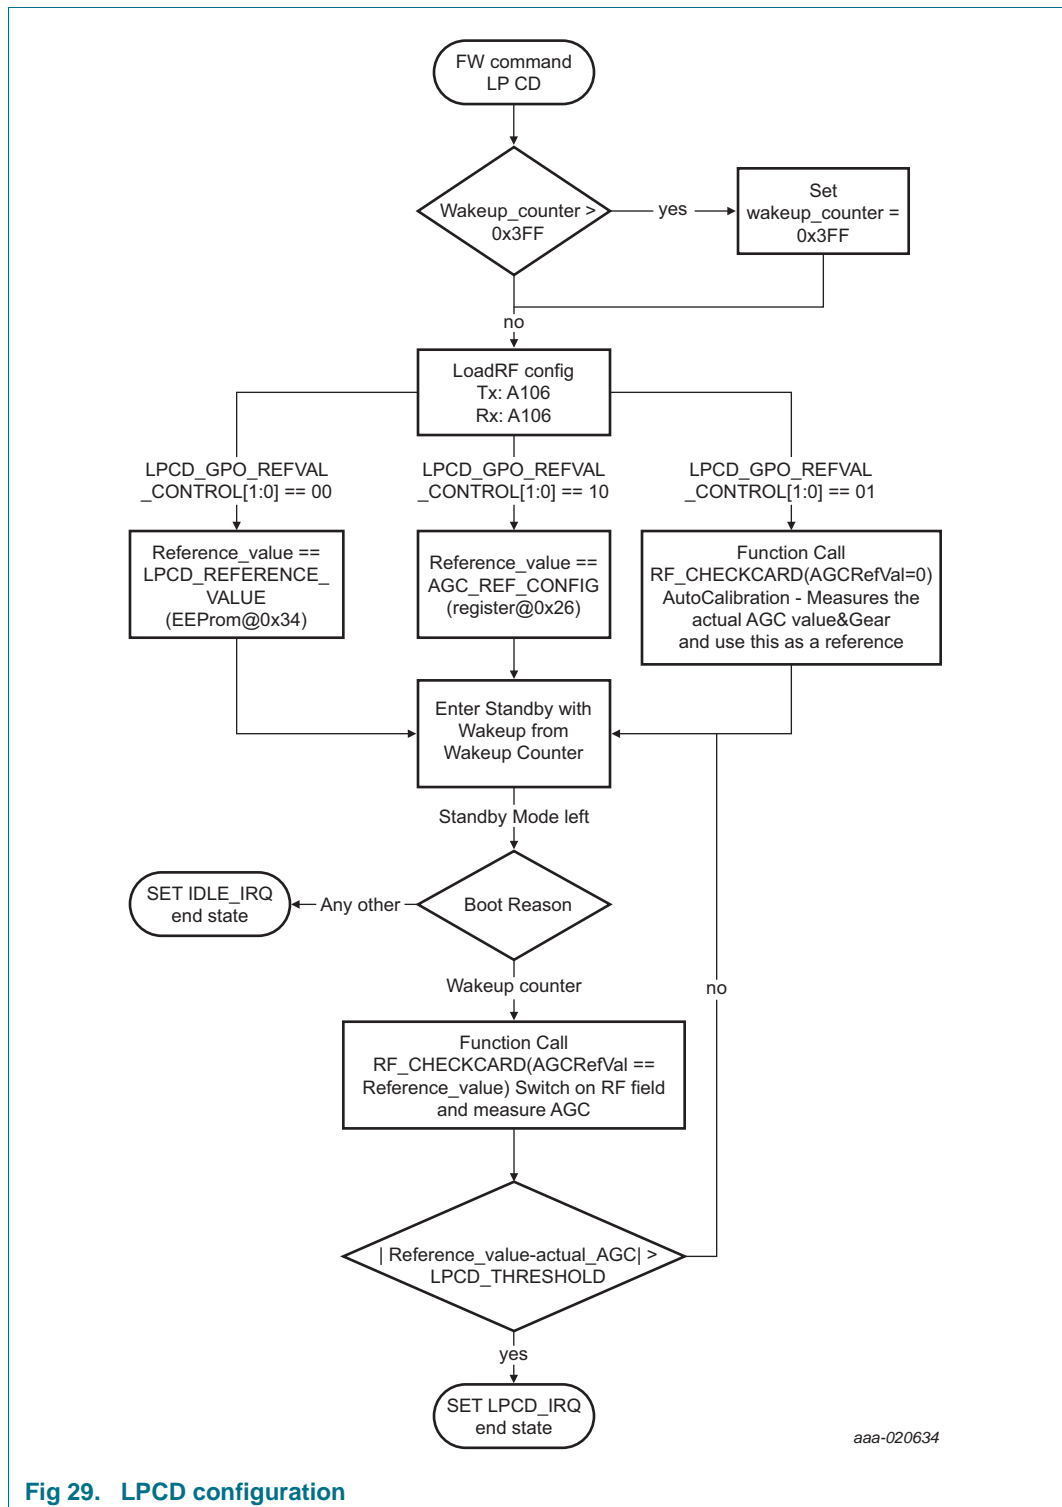 FW command
LP CD
Wakeup_counter >
0x3FF
yes
Set
wakeup_counter =
0x3FF
no
LoadRF config
Tx: A106
Rx: A106
LPCD_GPO_REFVAL
_CONTROL[1:0] == 00
LPCD_GPO_REFVAL
_CONTROL[1:0] == 10
LPCD_GPO_REFVAL
_CONTROL[1:0] == 01
Reference_value ==
LPCD_REFERENCE_
VALUE
(EEProm@0x34)
Reference_value ==
AGC_REF_CONFIG
(register@0x26)
Function Call
RF_CHECKCARD(AGCRefVal=0)
AutoCalibration - Measures the
actual AGC value&Gear
and use this as a reference
Enter Standby with
Wakeup from
Wakeup Counter
Standby Mode left
SET IDLE_IRQ
end state
Any other
Boot Reason
Wakeup counter
no
Function Call
RF_CHECKCARD(AGCRefVal ==
Reference_value) Switch on RF field
and measure AGC
| Reference_value-actual_AGC| >
LPCD_THRESHOLD
yes
SET LPCD_IRQ
end state
aaa-020634
Fig 29. LPCD configuration